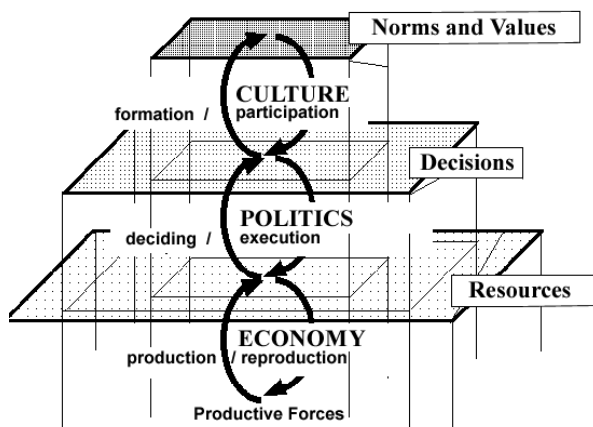 Norms and Values
CULTURE
formation / participation
Decisions
POLITICS
deciding / execution
Resources
ECONOMY
production / reproduction
Productive Forces